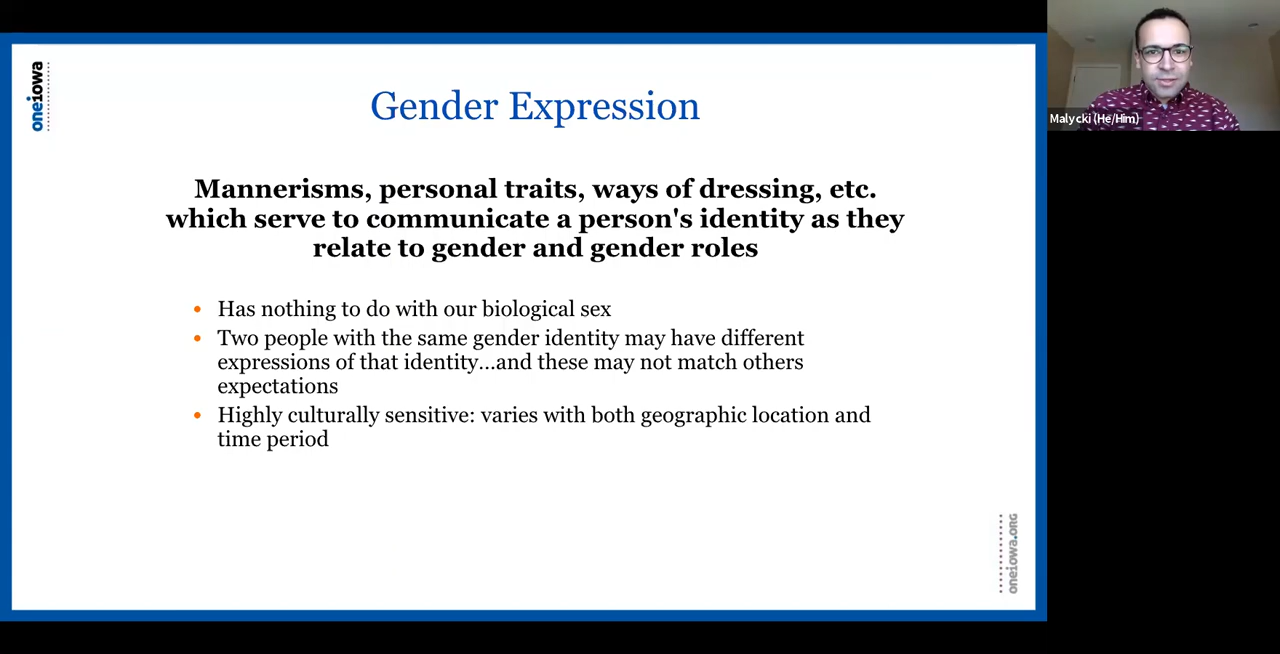 oneiowa
Gender Expression
Mannerisms, personal traits, ways of dressing, etc.
which serve to communicate a person's identity as they
relate to gender and gender roles
• Has nothing to do with our biological sex
• Two people with the same gender identity may have different
expressions of that identity...and these may not match others
expectations
• Highly culturally sensitive: varies with both geographic location and
time period
oneiowa.ORG
Malycki (He/Him)